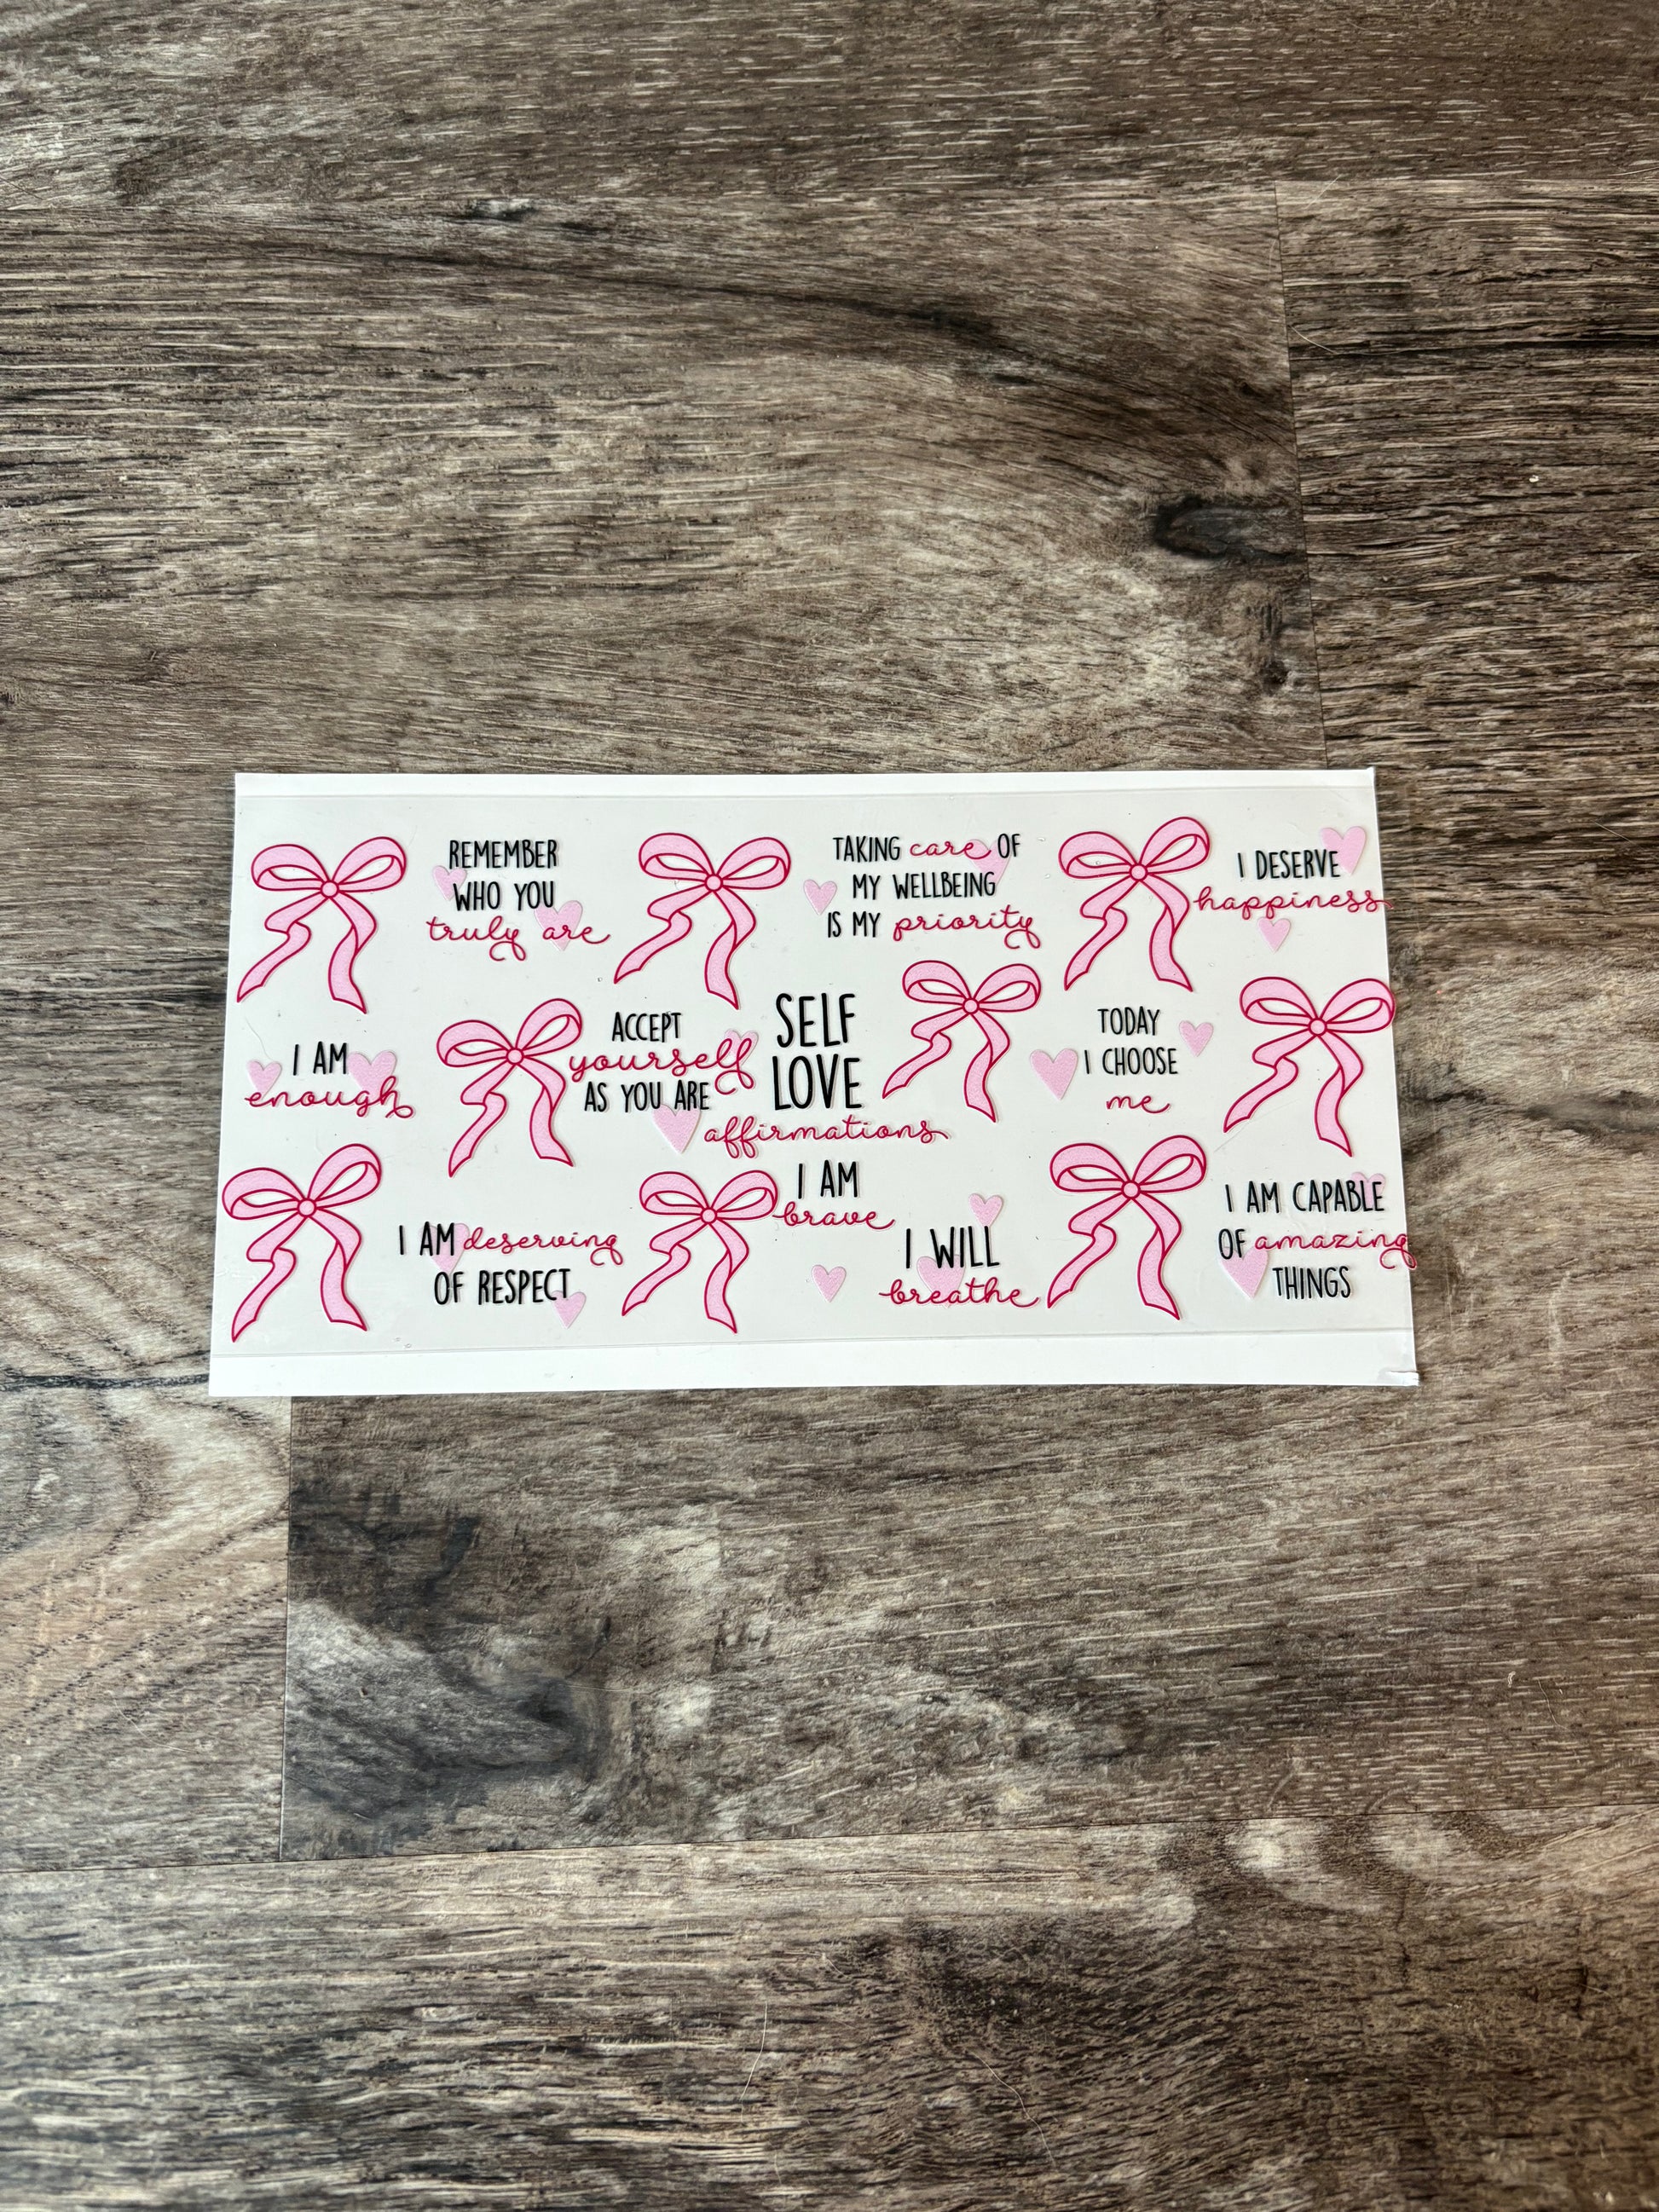 REMEMBER
WHO YOU
truly are
TAKING care OF
MY WELLBEING
IS MY priority
I DESERVE
happiness
I AM
enough
ACCEPT
yourself
AS YOU ARE
SELF
LOVE
affirmations
TODAY
I CHOOSE
me
I AM deserving
OF RESPECT
I AM
brave
I WILL
breathe
I AM CAPABLE
OF amazing
THINGS